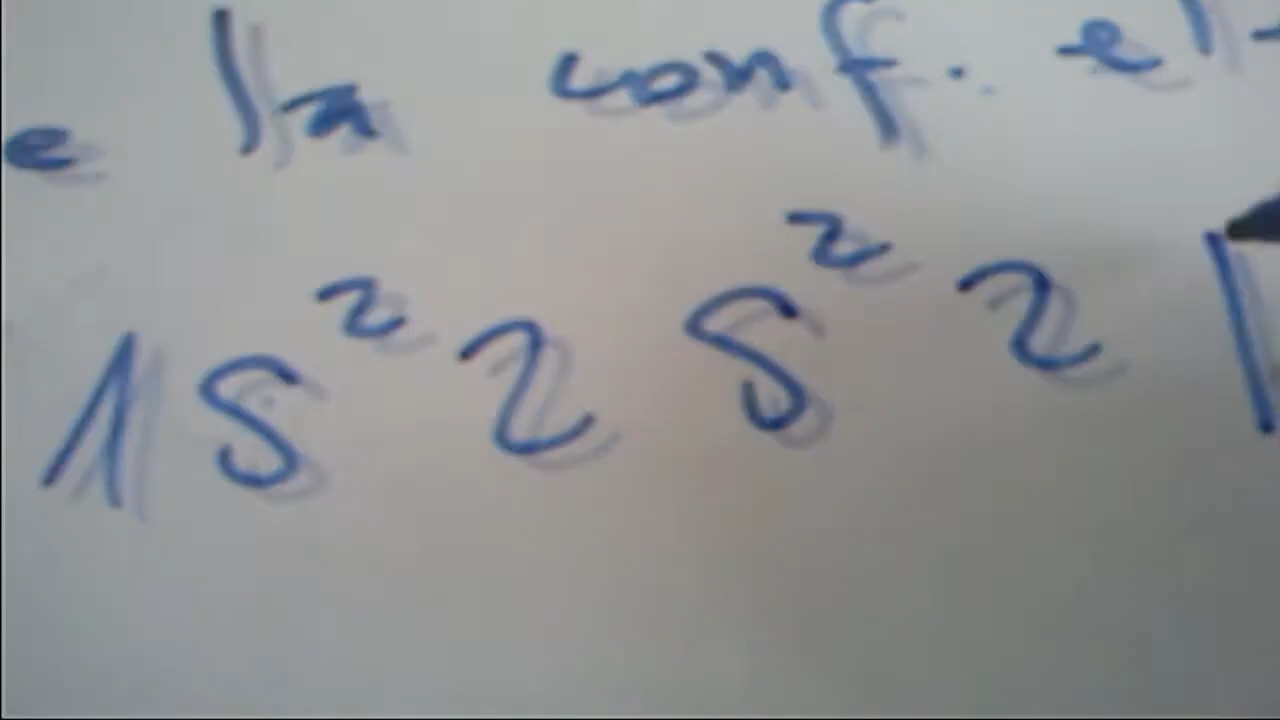 e la conf. el
1s² 2s² 2